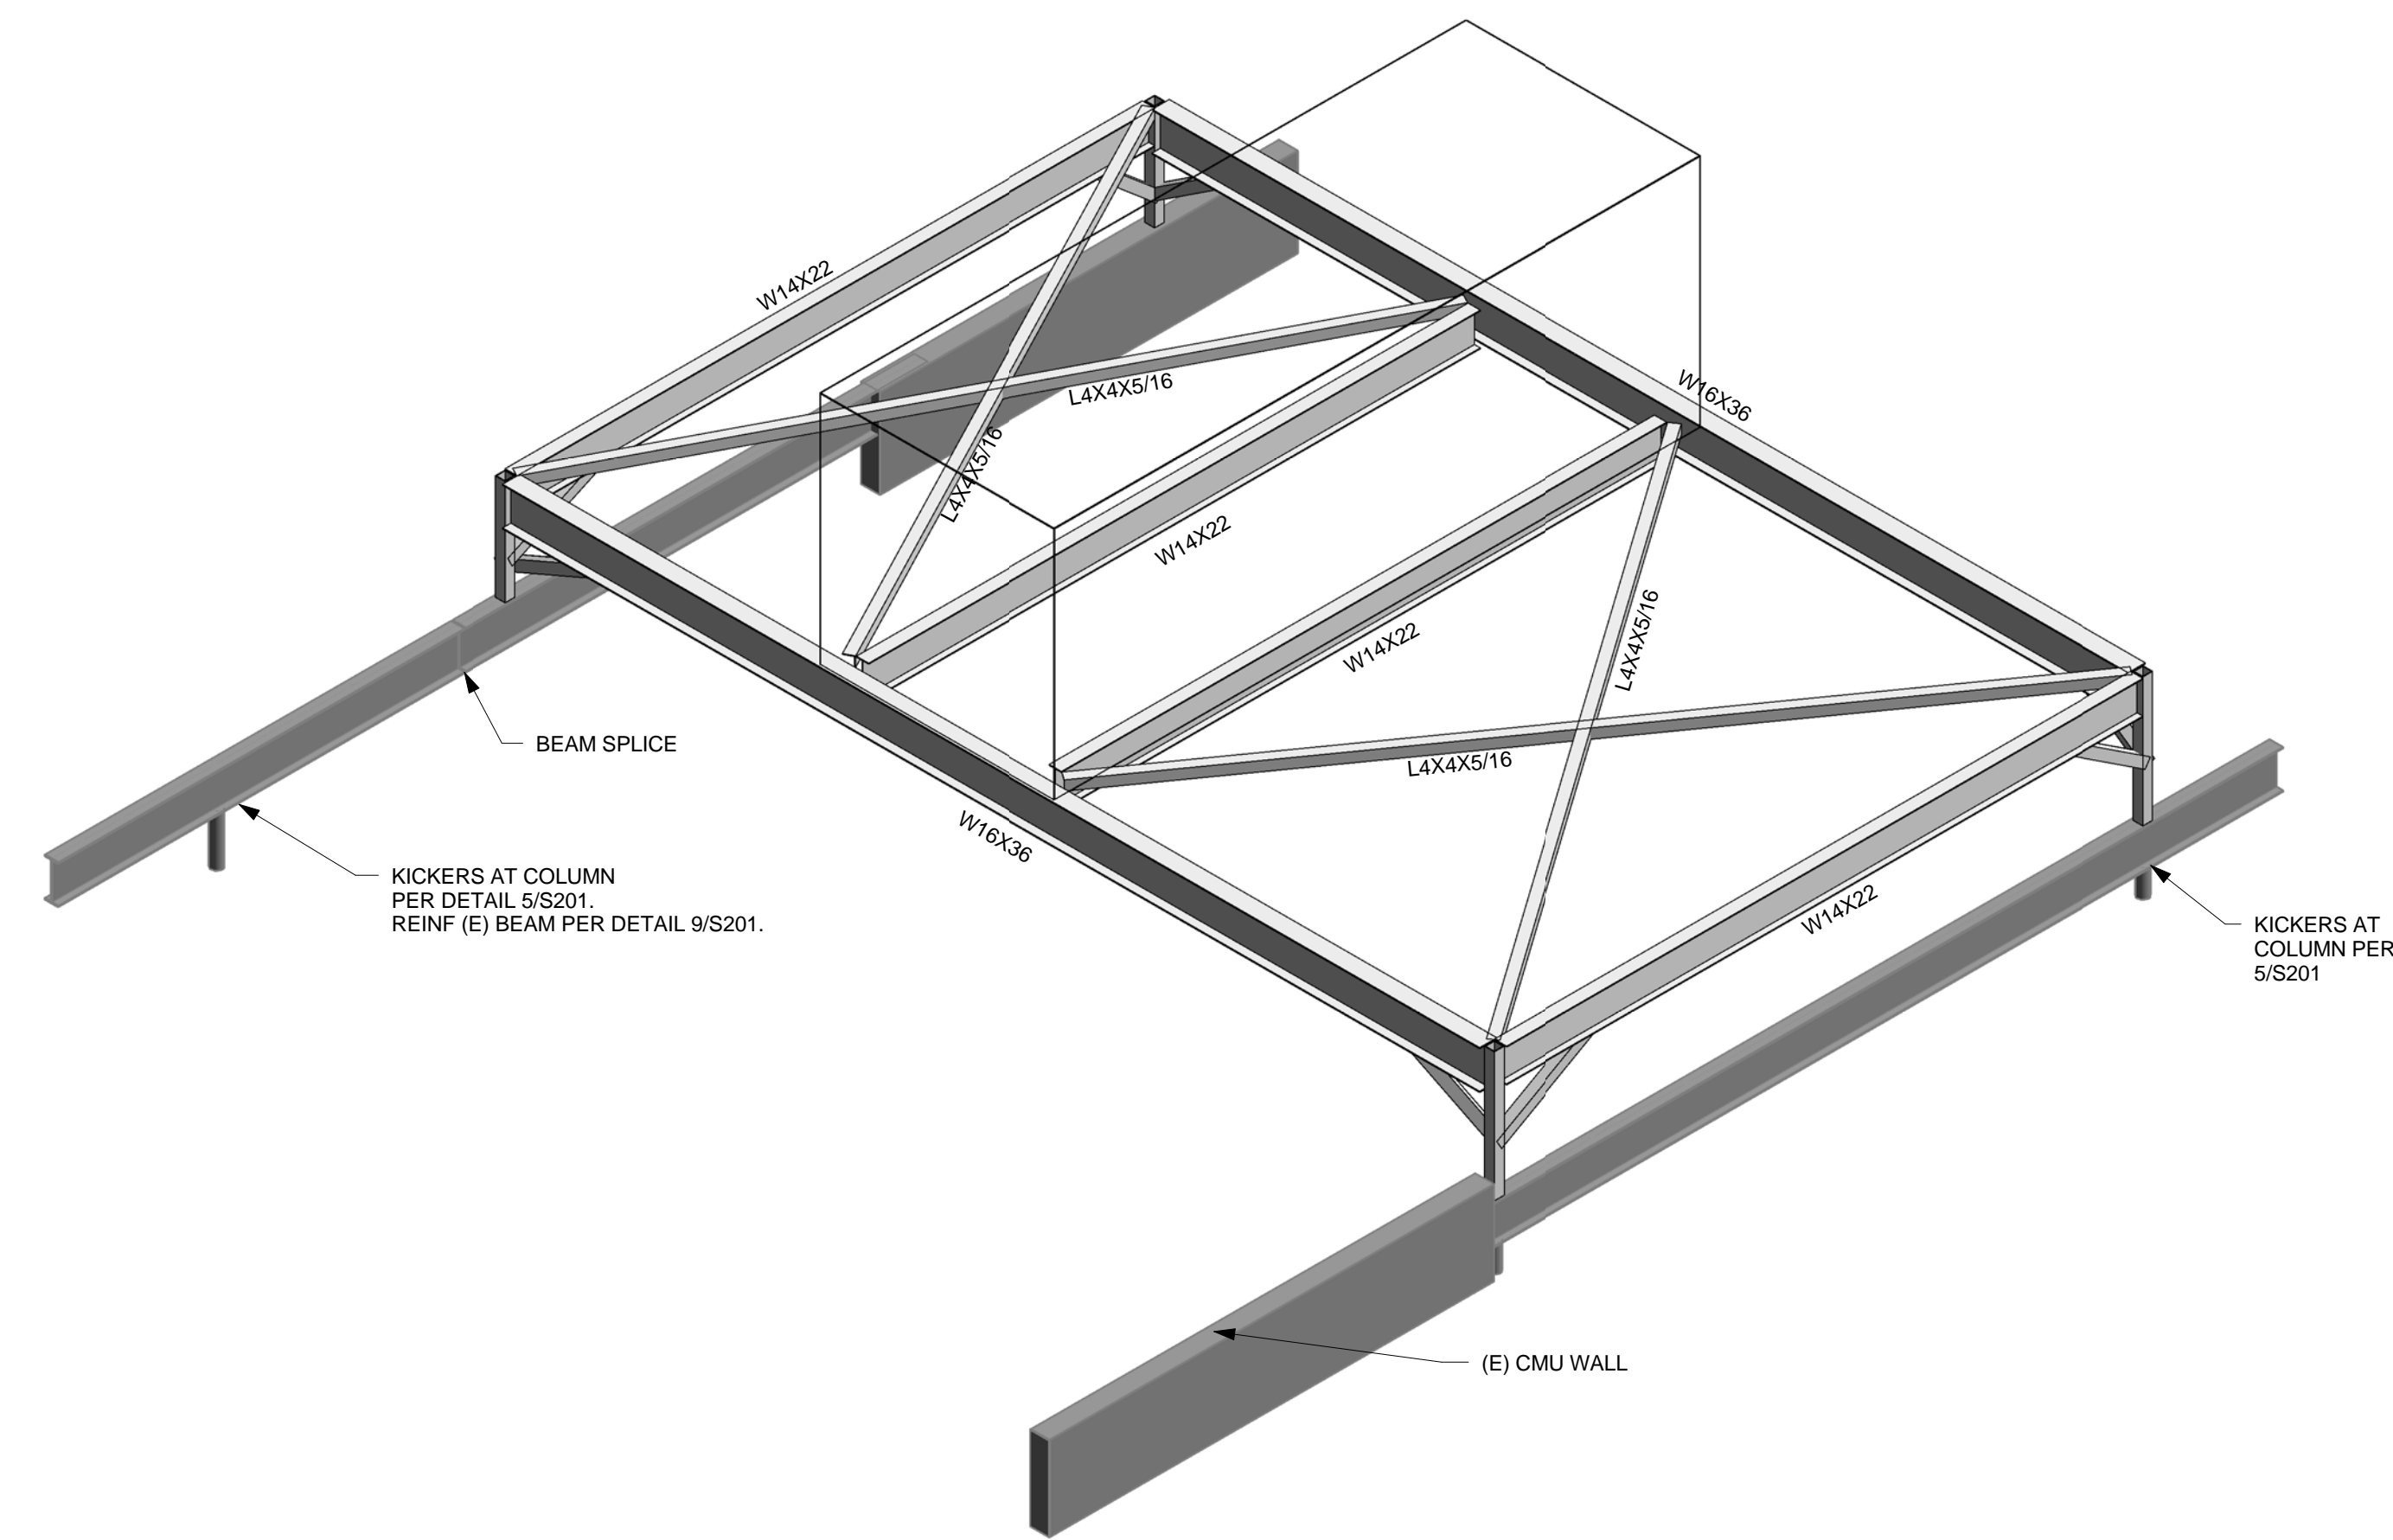 W14X22
L4X4X5/16
W16X36
L4X4X5/16
W14X22
W14X22
L4X4X5/16
BEAM SPLICE
L4X4X5/16
W16X36
KICKERS AT COLUMN
PER DETAIL 5/S201.
REINF (E) BEAM PER DETAIL 9/S201.
W14X22
KICKERS AT
COLUMN PER
5/S201
(E) CMU WALL